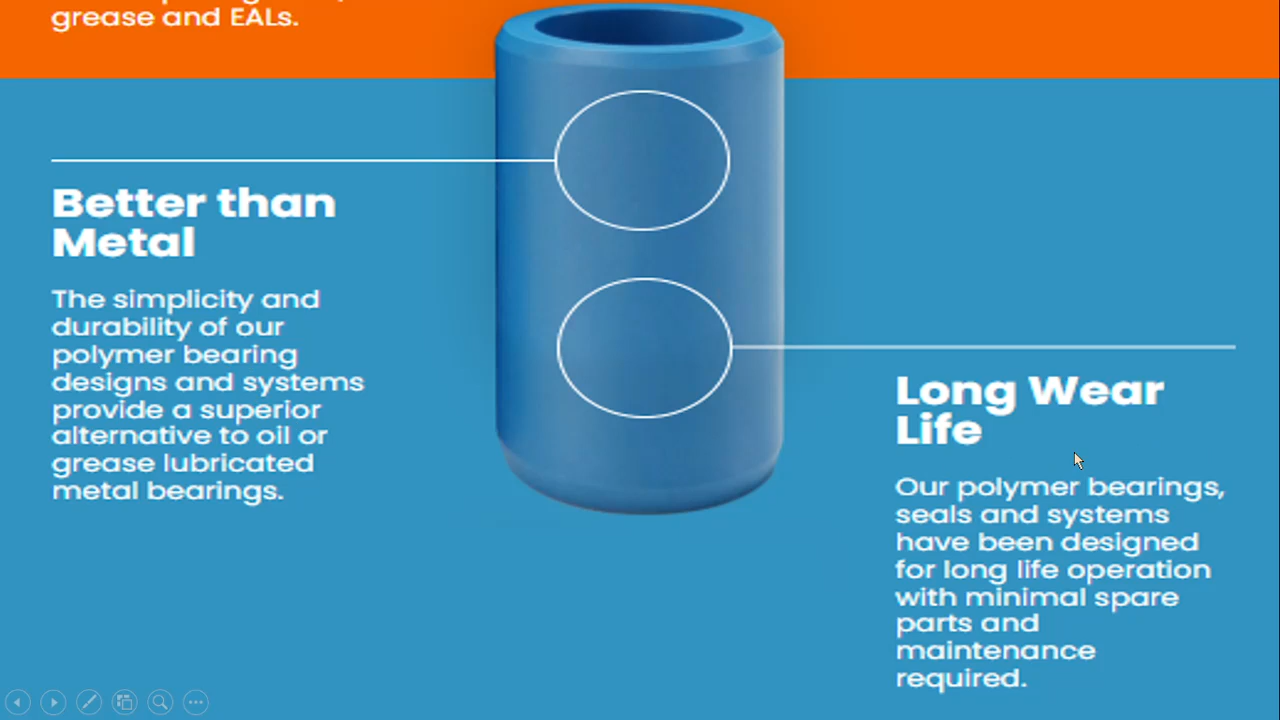 grease and EALs.
Better than
Metal
The simplicity and
durability of our
polymer bearing
designs and systems
provide a superior
alternative to oil or
grease lubricated
metal bearings.
Long Wear
Life
Our polymer bearings,
seals and systems
have been designed
for long life operation
with minimal spare
parts and
maintenance
required.